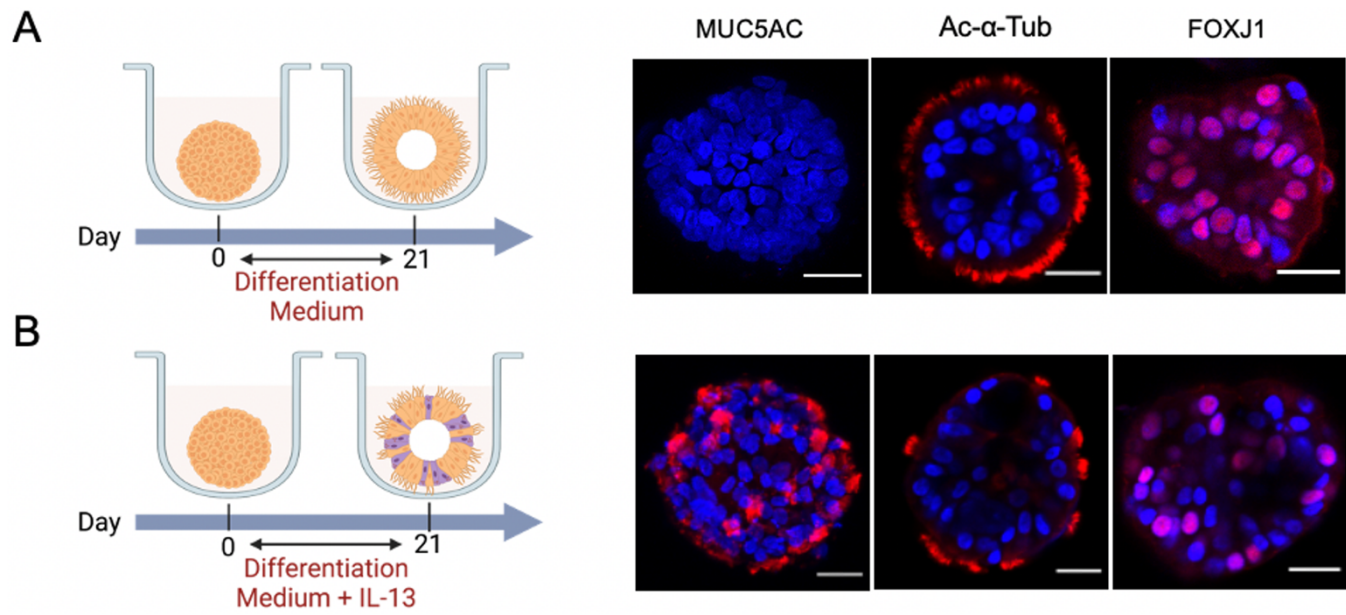 A
MUC5AC
Ac-α-Tub
FOXJ1
Day
0
21
Differentiation
Medium
B
Day
0
21
Differentiation
Medium + IL-13